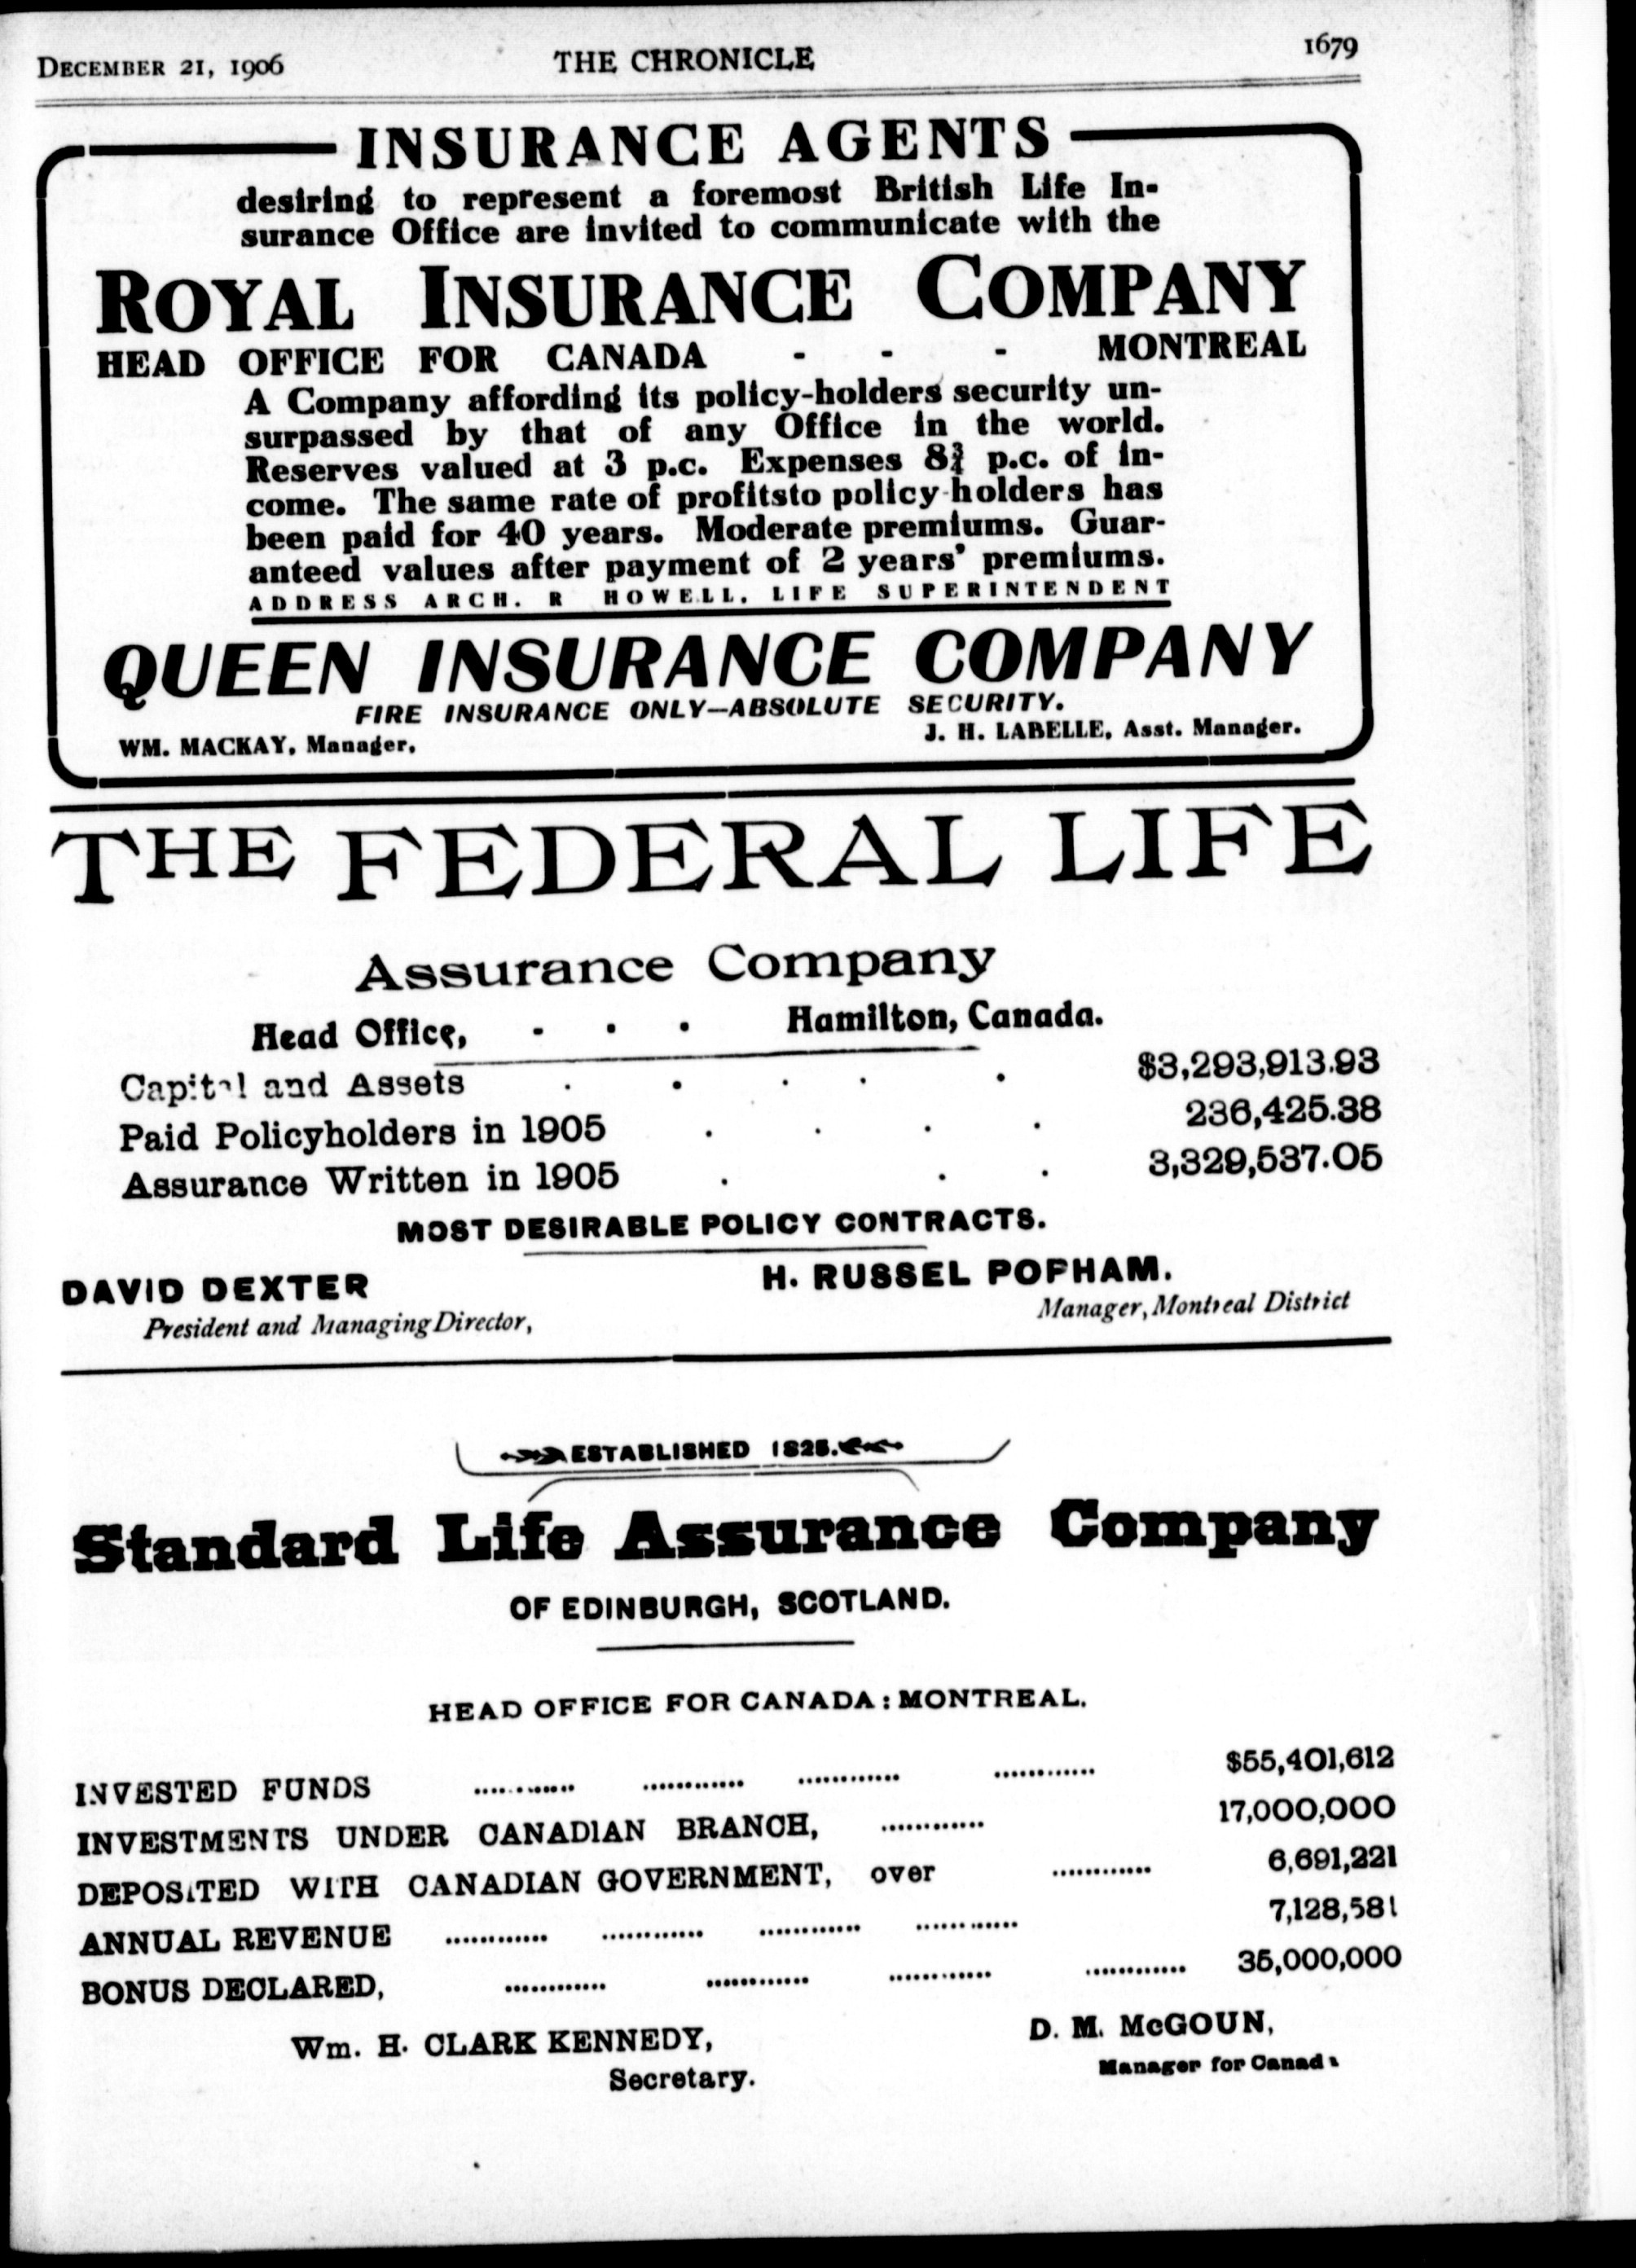 DECEMBER 21, 1906 THE CHRONICLE 1679
INSURANCE AGENTS
desiring to represent a foremost British Life In-
surance Office are invited to communicate with the
ROYAL INSURANCE COMPANY
HEAD OFFICE FOR CANADA - - - MONTREAL
A Company affording its policy-holders security un-
surpassed by that of any Office in the world.
Reserves valued at 3 p.c. Expenses 8¾ p.c. of in-
come. The same rate of profitsto policy-holders has
been paid for 40 years. Moderate premiums. Guar-
anteed values after payment of 2 years' premiums.
ADDRESS ARCH. R HOWELL, LIFE SUPERINTENDENT
QUEEN INSURANCE COMPANY
FIRE INSURANCE ONLY—ABSOLUTE SECURITY.
WM. MACKAY, Manager. J. H. LABELLE, Asst. Manager.
THE FEDERAL LIFE
Assurance Company
Head Office, - . . Hamilton, Canada.
Capital and Assets . . . . . $3,293,913.93
Paid Policyholders in 1905 . . . . 236,425.38
Assurance Written in 1905 . . . 3,329,537.05
MOST DESIRABLE POLICY CONTRACTS.
DAVID DEXTER H. RUSSEL POPHAM.
President and Managing Director, Manager, Montreal District
ESTABLISHED 1825.
Standard Life Assurance Company
OF EDINBURGH, SCOTLAND.
HEAD OFFICE FOR CANADA: MONTREAL.
INVESTED FUNDS ............ ............ ............ ............ $55,401,612
INVESTMENTS UNDER CANADIAN BRANCH, ............ 17,000,000
DEPOSITED WITH CANADIAN GOVERNMENT, over ............ 6,691,221
ANNUAL REVENUE ............ ............ ............ ............ 7,128,581
BONUS DECLARED, ............ ............ ............ ............ 35,000,000
Wm. H. CLARK KENNEDY, D. M. McGOUN,
Secretary. Manager for Canada